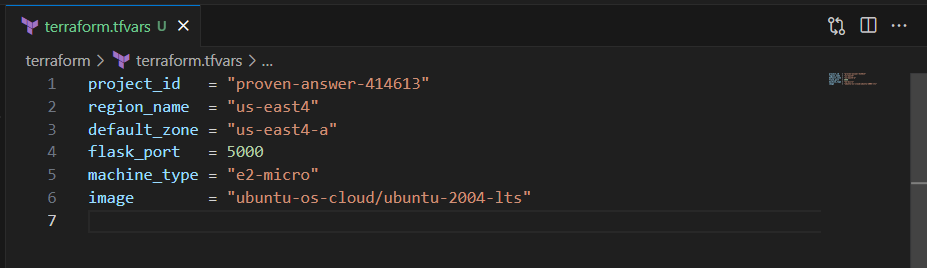 terraform.tfvars U ×
terraform > terraform.tfvars > ...
1 project_id   = "proven-answer-414613"
2 region_name  = "us-east4"
3 default_zone = "us-east4-a"
4 flask_port   = 5000
5 machine_type = "e2-micro"
6 image        = "ubuntu-os-cloud/ubuntu-2004-lts"
7